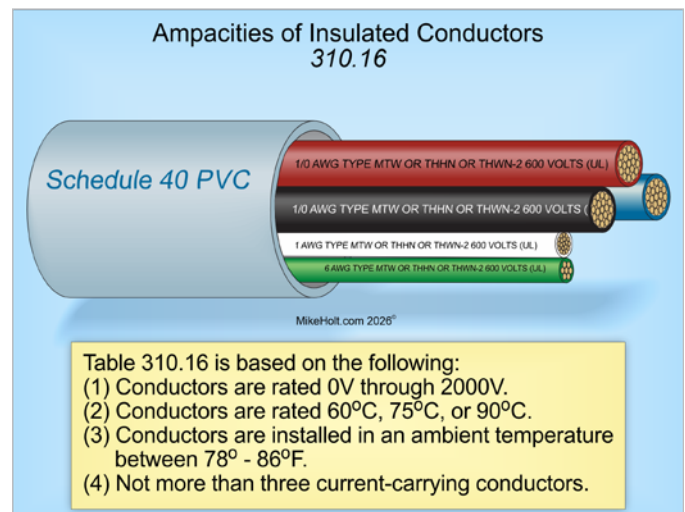 Ampacities of Insulated Conductors
310.16
Schedule 40 PVC
1/0 AWG TYPE MTW OR THHN OR THWN-2 600 VOLTS (UL)
1/0 AWG TYPE MTW OR THHN OR THWN-2 600 VOLTS (
1 AWG TYPE MTW OR THHN OR THWN-2 600 VOLTS (UL)
6 AWG TYPE MTW OR THHN OR THWN-2 600 VOLTS (UL)
MikeHolt.com 2026©
Table 310.16 is based on the following:
(1) Conductors are rated 0V through 2000V.
(2) Conductors are rated 60⁰C, 75⁰C, or 90⁰C.
(3) Conductors are installed in an ambient temperature
between 78⁰ - 86⁰F.
(4) Not more than three current-carrying conductors.